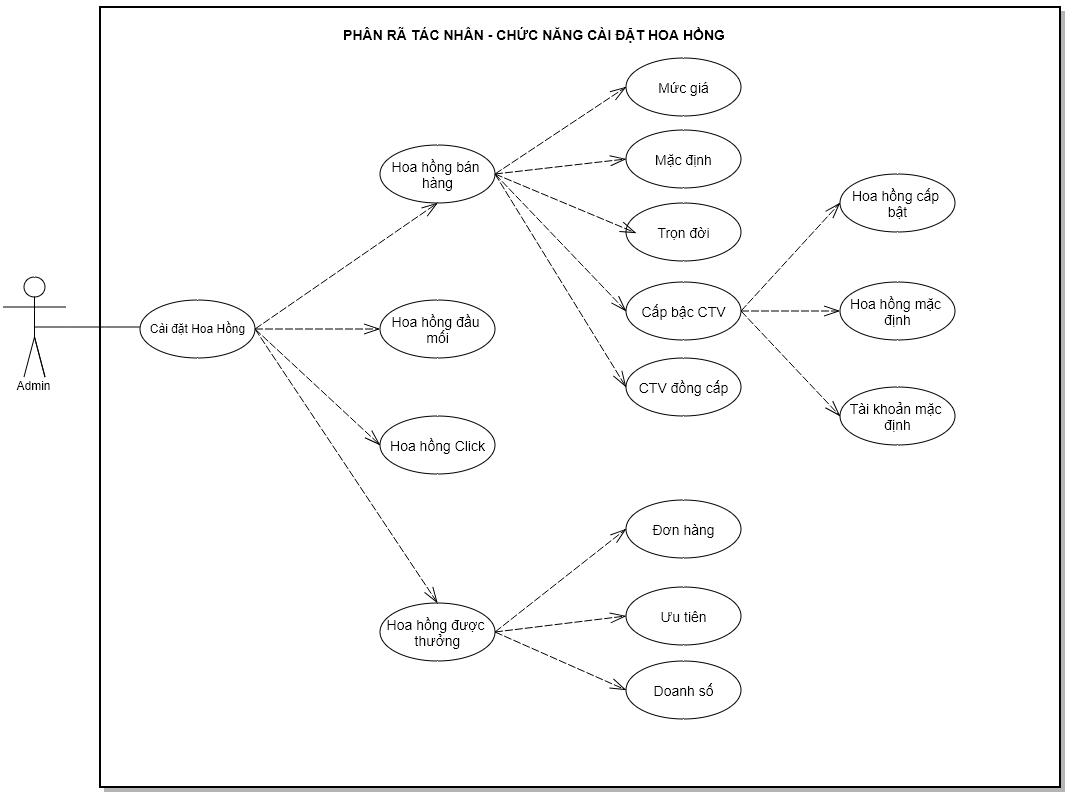 PHÂN RÃ TÁC NHÂN - CHỨC NĂNG CÀI ĐẶT HOA HỒNG
Mức giá
Hoa hồng bán
hàng
Mặc định
Hoa hồng cấp
bật
Trọn đời
Cấp bậc CTV
Hoa hồng mặc
định
Cài đặt Hoa Hồng
Hoa hồng đầu
mối
Admin
CTV đồng cấp
Tài khoản mặc
định
Hoa hồng Click
Đơn hàng
Hoa hồng được
thưởng
Ưu tiên
Doanh số